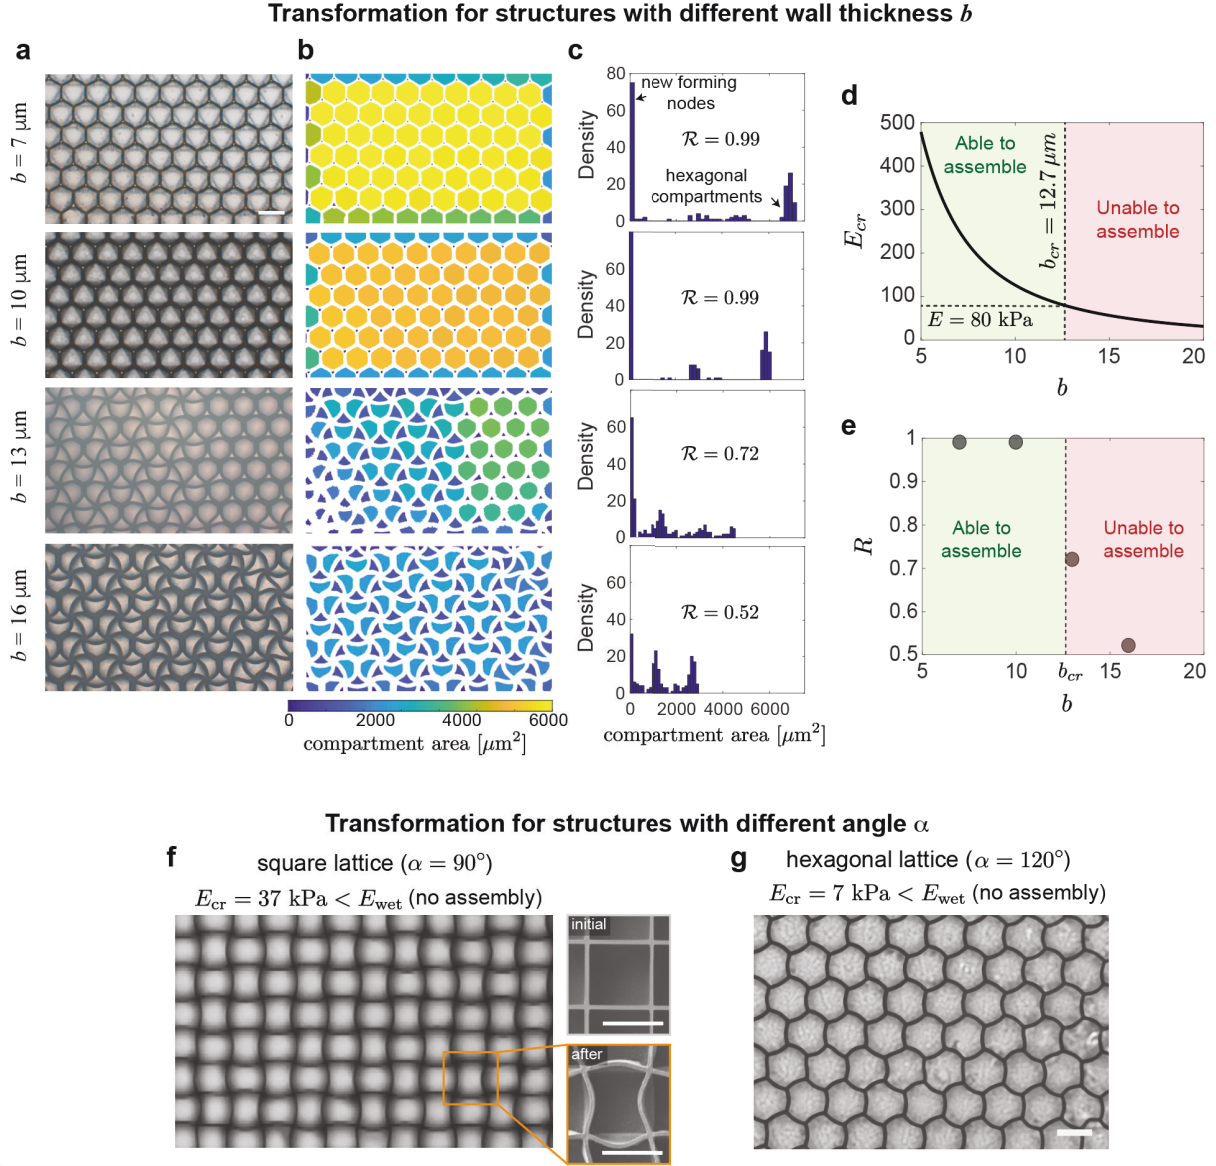 Transformation for structures with different wall thickness b
a
b
c
d
e
b = 7 μm
b = 10 μm
b = 13 μm
b = 16 μm
80
60
40
20
0
Density
new forming
nodes
R = 0.99
hexagonal
compartments
60
40
20
0
Density
R = 0.99
60
40
20
0
Density
R = 0.72
60
40
20
0
Density
R = 0.52
0 2000 4000 6000
compartment area [μm²]
0 2000 4000 6000
compartment area [μm²]
500
400
300
200
100
0
E_cr
Able to
assemble
b_cr = 12.7 μm
Unable to
assemble
E = 80 kPa
5 10 15 20
b
1
0.9
0.8
0.7
0.6
0.5
R
Able to
assemble
Unable to
assemble
5 10 b_cr 15 20
b
Transformation for structures with different angle α
f
square lattice (α = 90°)
E_cr = 37 kPa < E_wet (no assembly)
initial
after
g
hexagonal lattice (α = 120°)
E_cr = 7 kPa < E_wet (no assembly)